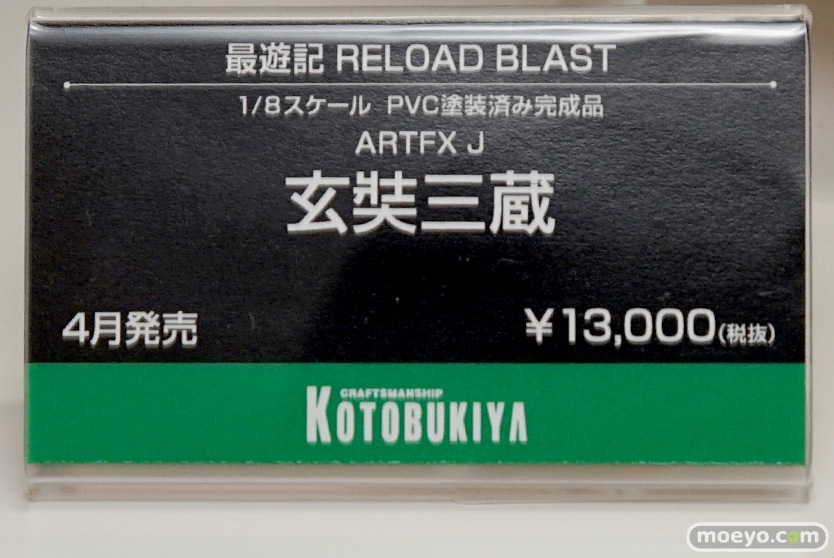 最遊記 RELOAD BLAST
1/8スケール PVC塗装済み完成品
ARTFX J
玄奘三蔵
4月発売
¥13,000(税抜)
CRAFTSMANSHIP
KOTOBUKIYA
moeyo.com